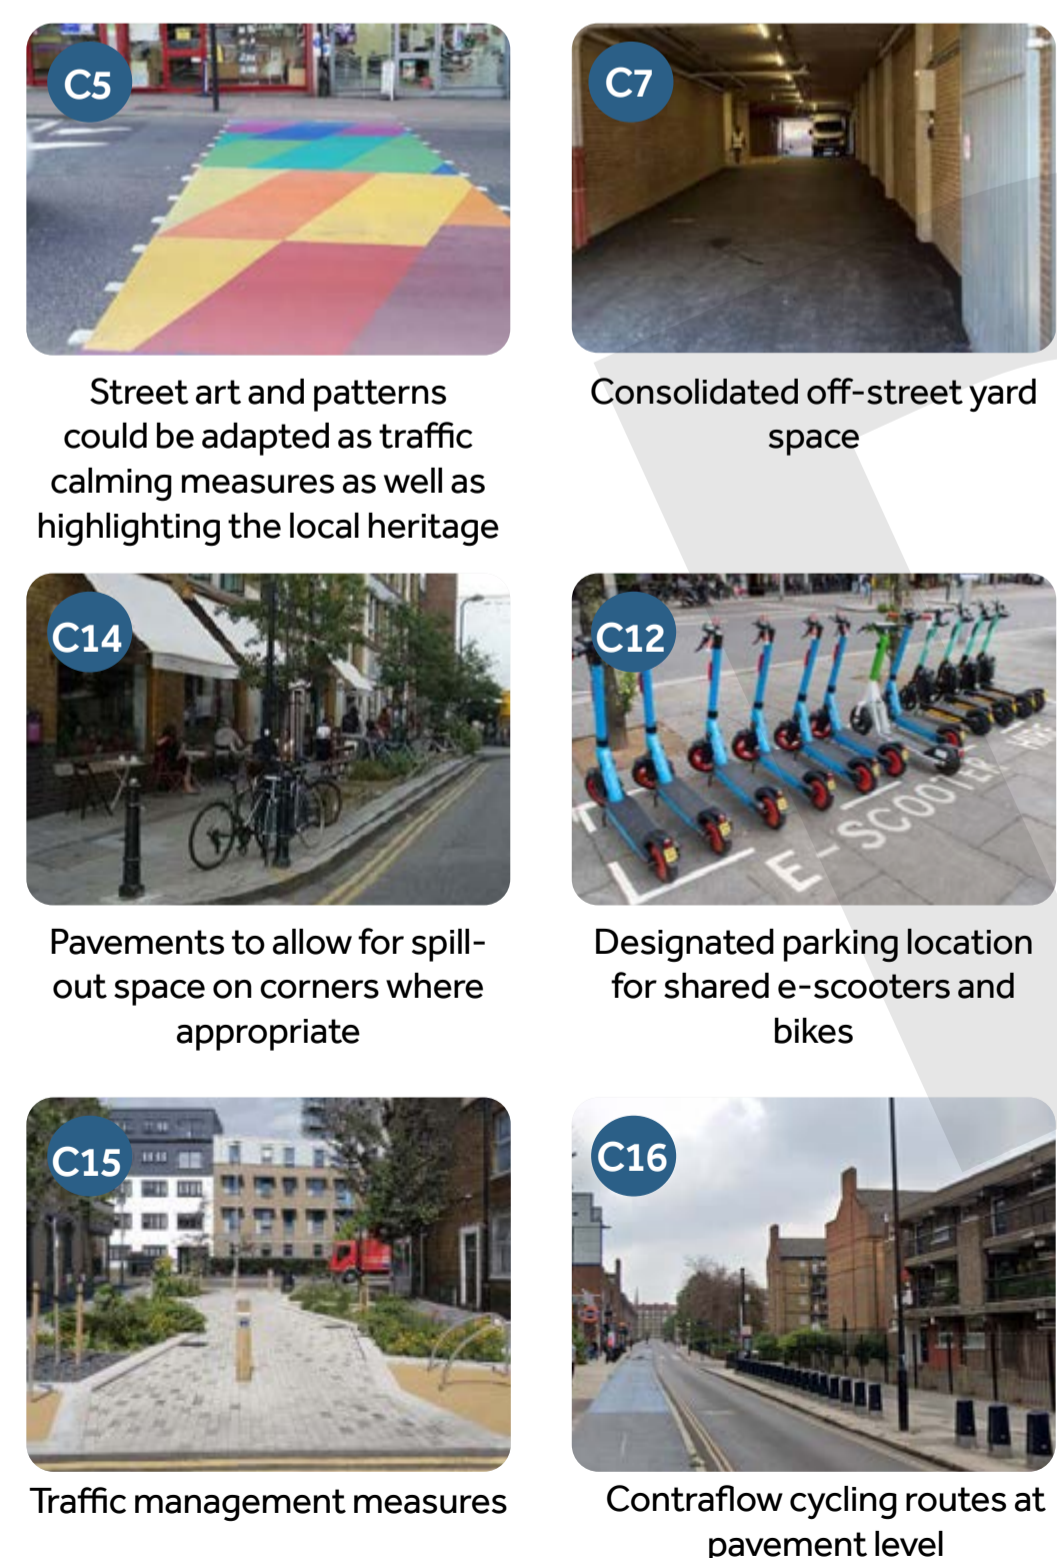 C5
Street art and patterns
could be adapted as traffic
calming measures as well as
highlighting the local heritage
C7
Consolidated off-street yard
space
C14
Pavements to allow for spill-
out space on corners where
appropriate
C12
E-SCOOTER
Designated parking location
for shared e-scooters and
bikes
C15
Traffic management measures
C16
Contraflow cycling routes at
pavement level